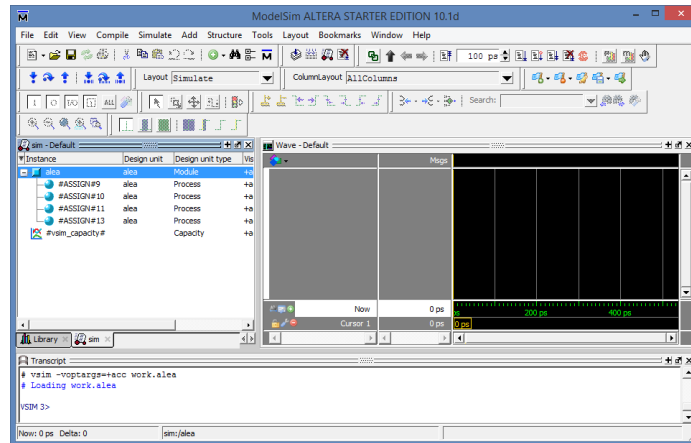 ModelSim ALTERA STARTER EDITION 10.1d
File Edit View Compile Simulate Add Structure Tools Layout Bookmarks Window Help
100 ps
Layout Simulate
ColumnLayout AllColumns
Search:
sim - Default
Wave - Default
Instance Design unit Design unit type Vis
Msgs
alea alea Module +a
#ASSIGN#9 alea Process +a
#ASSIGN#10 alea Process +a
#ASSIGN#11 alea Process +a
#ASSIGN#13 alea Process +a
#vsim_capacity# Capacity +a
Now 0 ps
ps 200 ps 400 ps
Cursor 1 0 ps 0 ps
Library sim
Transcript
# vsim -voptargs=+acc work.alea
# Loading work.alea
VSIM 3>
Now: 0 ps Delta: 0 sim:/alea